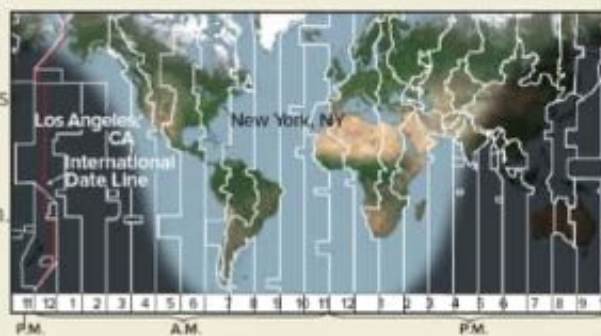 S
Los Angeles,
CA
New York, NY
International
Date Line
11 12 1 2 3 4 5 6 7 8 9 10 11 12 1 2 3 4 5 6 7 8 9
P.M. A.M. P.M.